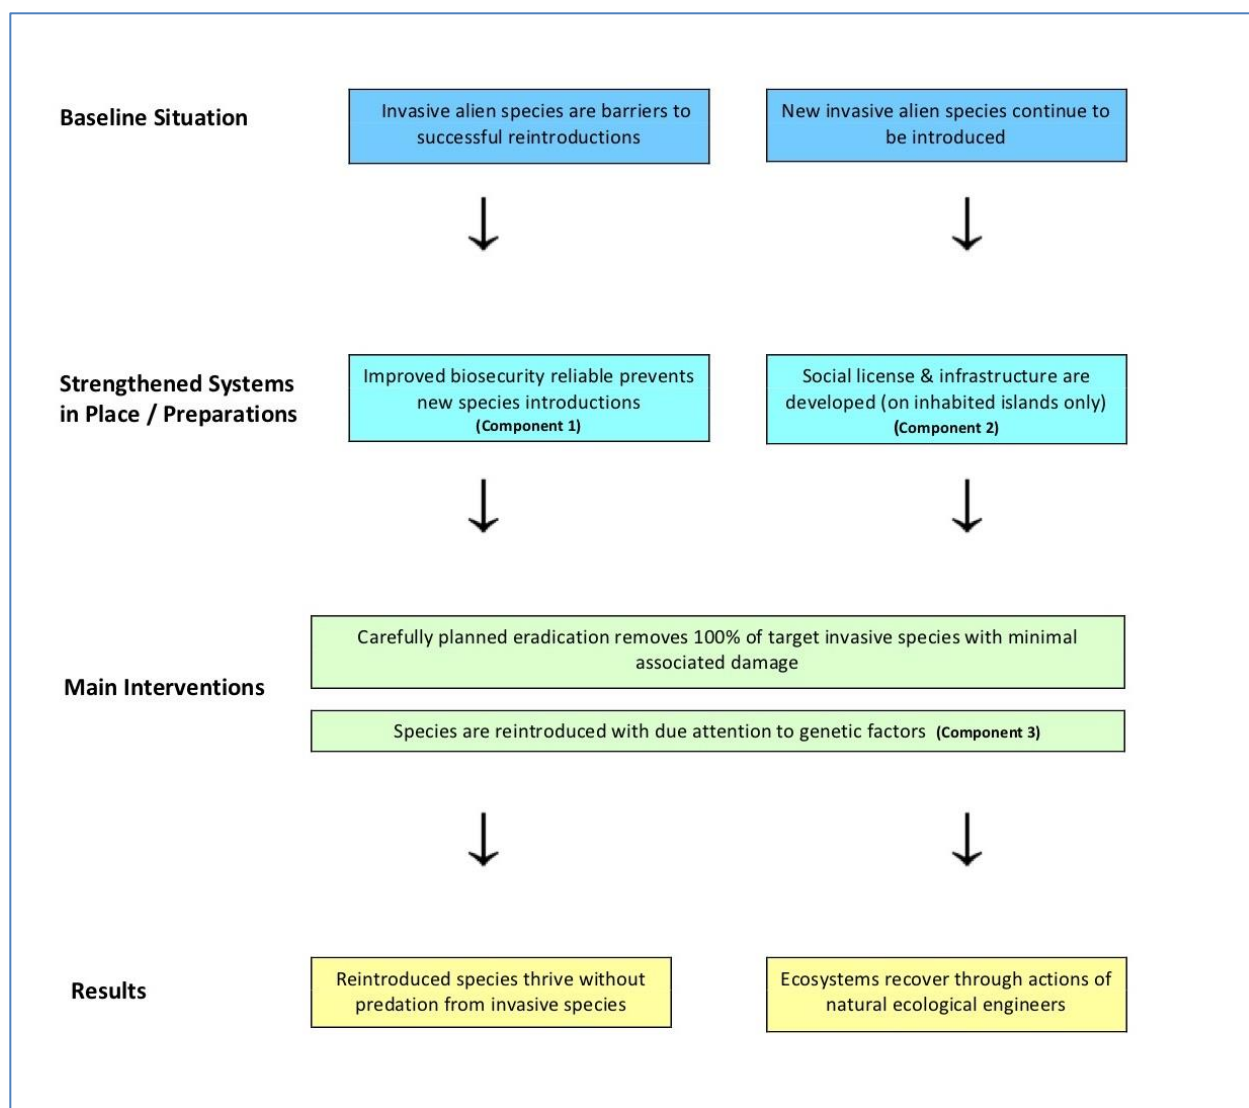 Baseline Situation
Invasive alien species are barriers to
successful reintroductions
New invasive alien species continue to
be introduced
Strengthened Systems
in Place / Preparations
Improved biosecurity reliable prevents
new species introductions
(Component 1)
Social license & infrastructure are
developed (on inhabited islands only)
(Component 2)
Main Interventions
Carefully planned eradication removes 100% of target invasive species with minimal
associated damage
Species are reintroduced with due attention to genetic factors (Component 3)
Results
Reintroduced species thrive without
predation from invasive species
Ecosystems recover through actions of
natural ecological engineers